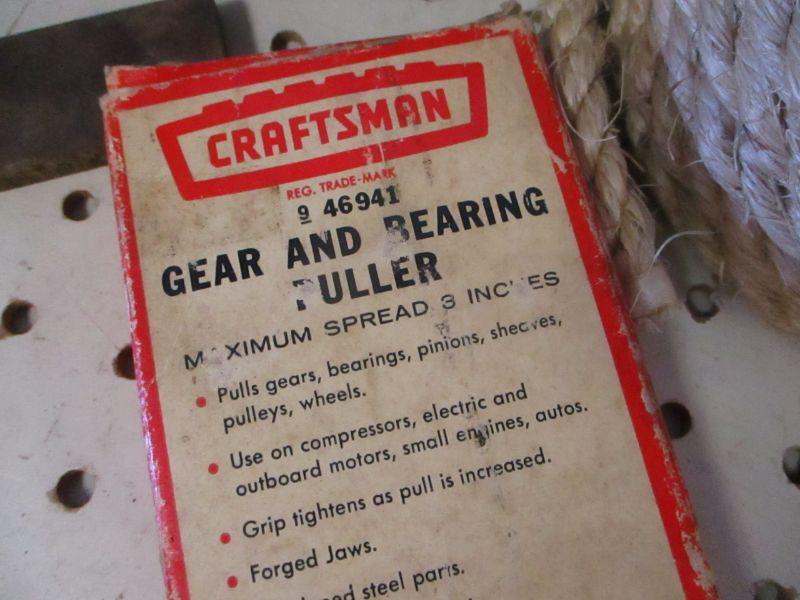 CRAFTSMAN
REG. TRADE-MARK
9 46941
GEAR AND BEARING
PULLER
MAXIMUM SPREAD 3 INCHES
• Pulls gears, bearings, pinions, sheaves,
pulleys, wheels.
• Use on compressors, electric and
outboard motors, small engines, autos.
• Grip tightens as pull is increased.
• Forged Jaws.
steel parts.